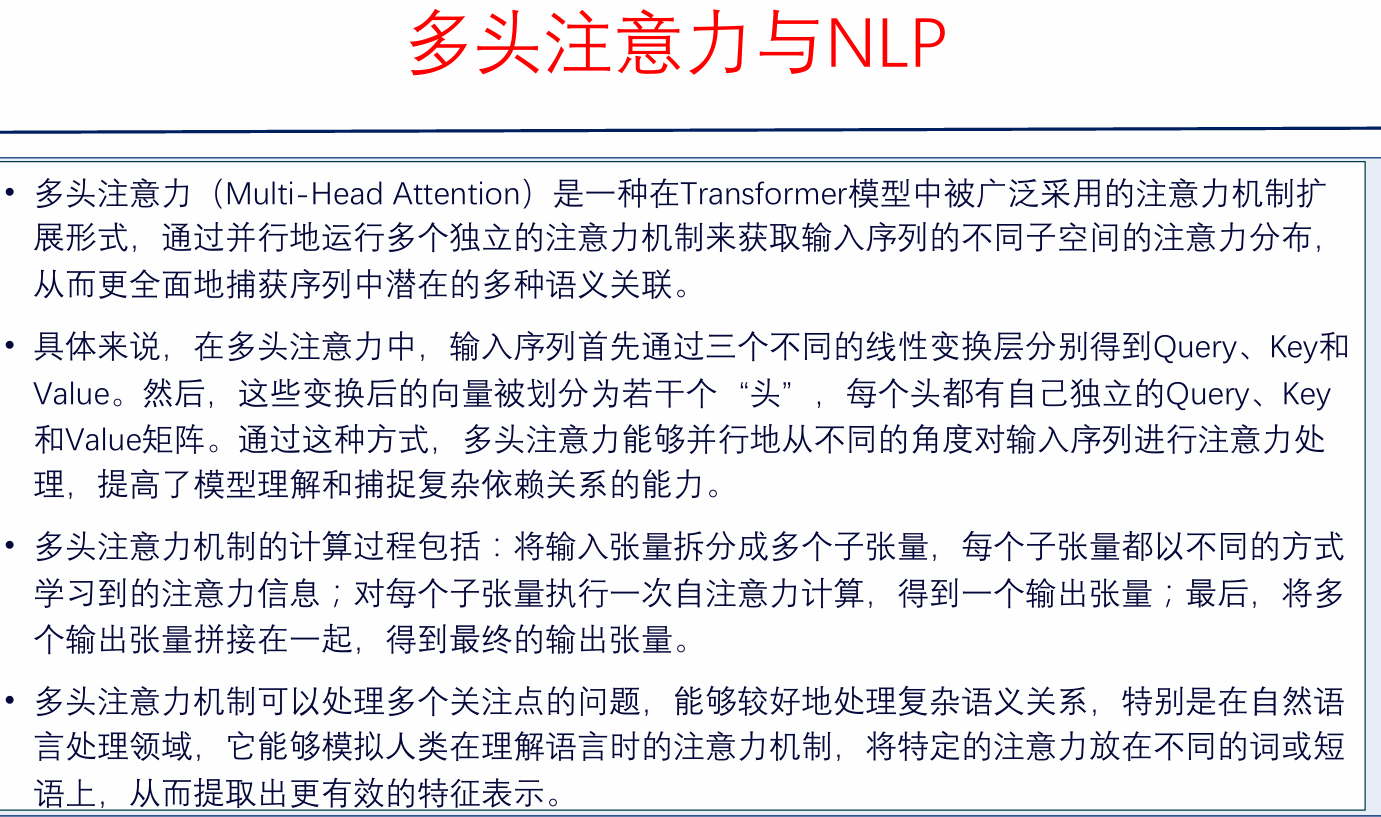 多头注意力与NLP
• 多头注意力（Multi-Head Attention）是一种在Transformer模型中被广泛采用的注意力机制扩
展形式，通过并行地运行多个独立的注意力机制来获取输入序列的不同子空间的注意力分布，
从而更全面地捕获序列中潜在的多种语义关联。
• 具体来说，在多头注意力中，输入序列首先通过三个不同的线性变换层分别得到Query、Key和
Value。然后，这些变换后的向量被划分为若干个“头”，每个头都有自己独立的Query、Key
和Value矩阵。通过这种方式，多头注意力能够并行地从不同的角度对输入序列进行注意力处
理，提高了模型理解和捕捉复杂依赖关系的能力。
• 多头注意力机制的计算过程包括：将输入张量拆分成多个子张量，每个子张量都以不同的方式
学习到的注意力信息；对每个子张量执行一次自注意力计算，得到一个输出张量；最后，将多
个输出张量拼接在一起，得到最终的输出张量。
• 多头注意力机制可以处理多个关注点的问题，能够较好地处理复杂语义关系，特别是在自然语
言处理领域，它能够模拟人类在理解语言时的注意力机制，将特定的注意力放在不同的词或短
语上，从而提取出更有效的特征表示。